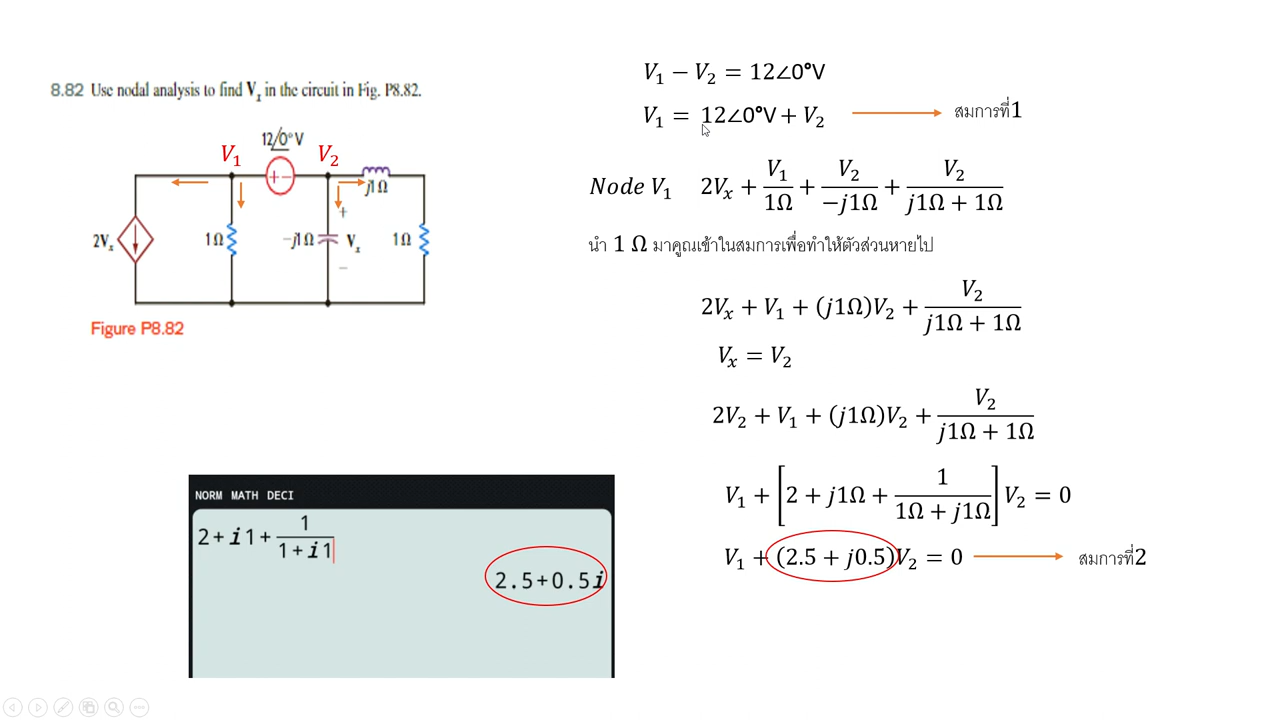 8.82 Use nodal analysis to find Vx in the circuit in Fig. P8.82.
12/0° V
V1
V2
+ −
j1 Ω
+
2Vx
1 Ω
−j1 Ω
Vx
1 Ω
−
Figure P8.82
NORM MATH DECI
2+i1+1/(1+i1)
2.5+0.5i
V1 − V2 = 12∠0°V
V1 = 12∠0°V + V2
สมการที่1
Node V1 2Vx + V1/1Ω + V2/−j1Ω + V2/(j1Ω + 1Ω)
นำ 1 Ω มาคูณเข้าในสมการเพื่อทำให้ตัวส่วนหายไป
2Vx + V1 + (j1Ω)V2 + V2/(j1Ω + 1Ω)
Vx = V2
2V2 + V1 + (j1Ω)V2 + V2/(j1Ω + 1Ω)
V1 + [2 + j1Ω + 1/(1Ω + j1Ω)] V2 = 0
V1 + (2.5 + j0.5)V2 = 0
สมการที่2